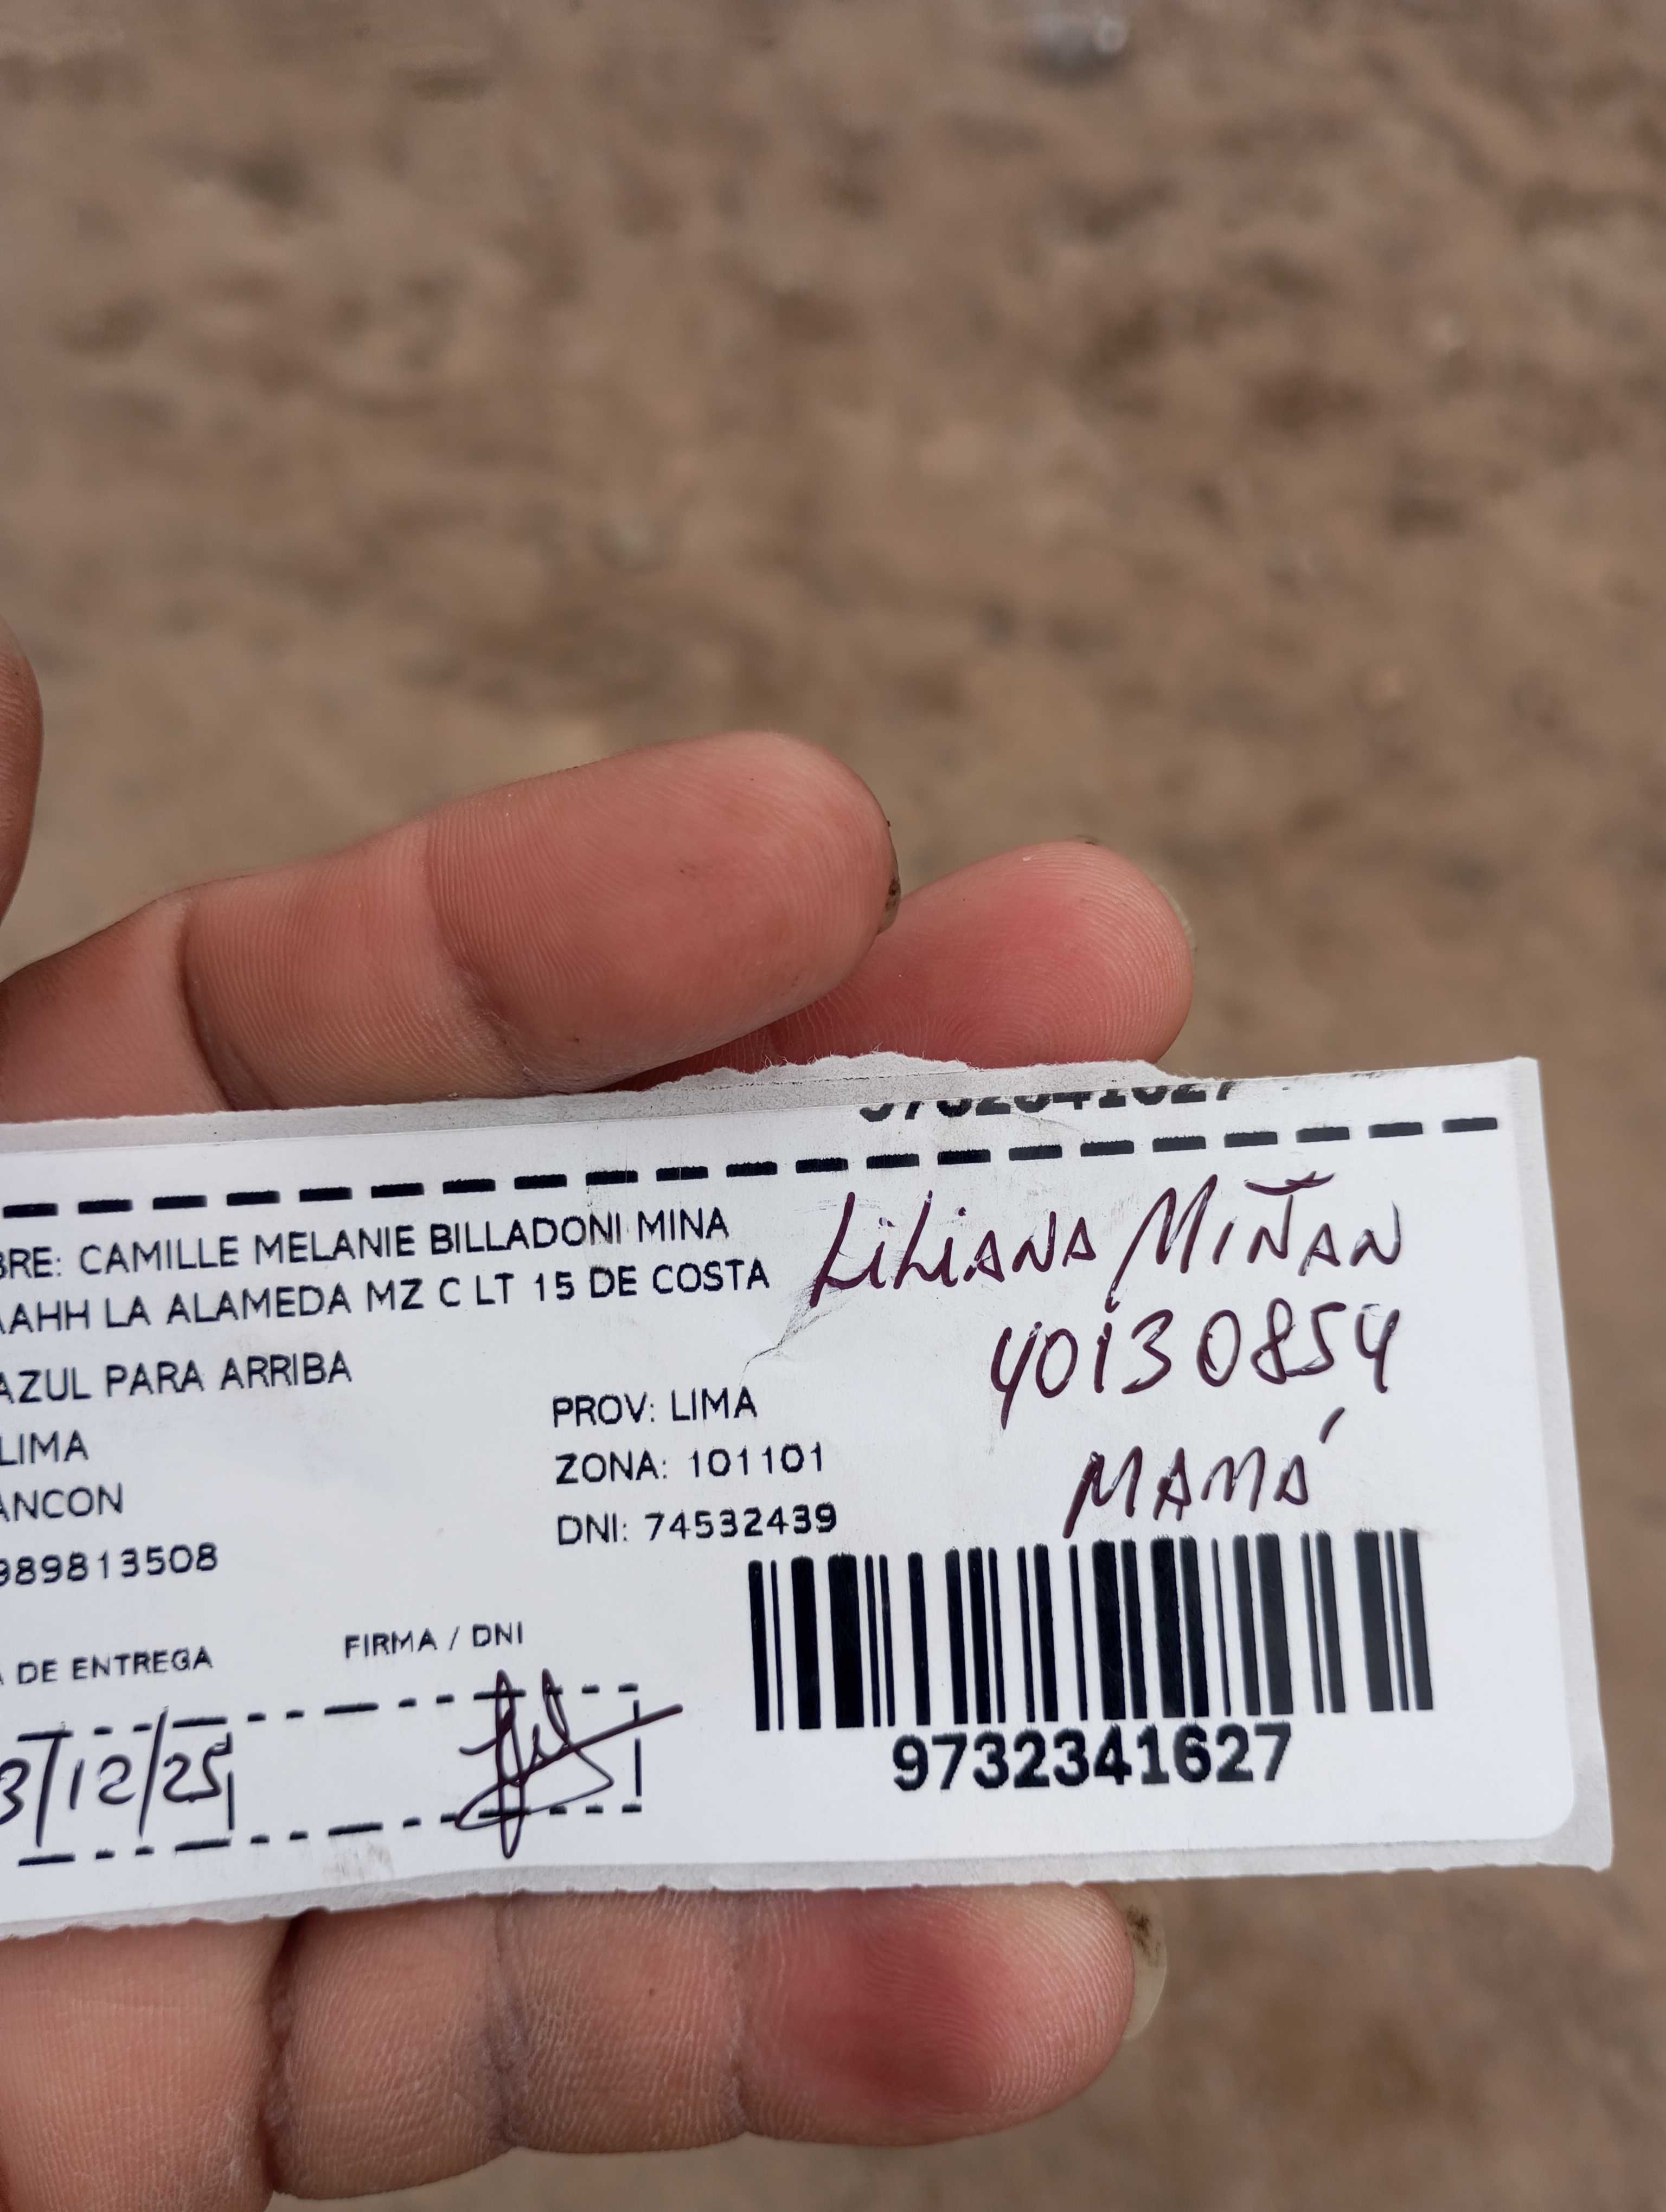 9732341627
BRE: CAMILLE MELANIE BILLADONI MINA
AAHH LA ALAMEDA MZ C LT 15 DE COSTA
AZUL PARA ARRIBA
LIMA
ANCON
989813508
PROV: LIMA
ZONA: 101101
DNI: 74532439
LiLiANA MIÑAN
40130854
MAMÁ
A DE ENTREGA
FIRMA / DNI
3/12/25
9732341627